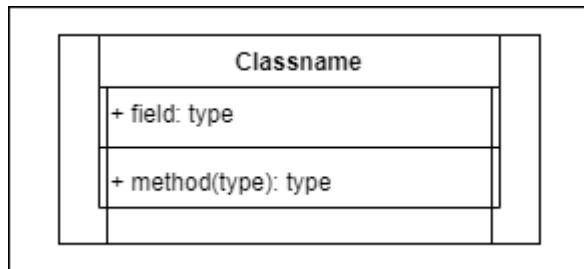 Classname
+ field: type
+ method(type): type